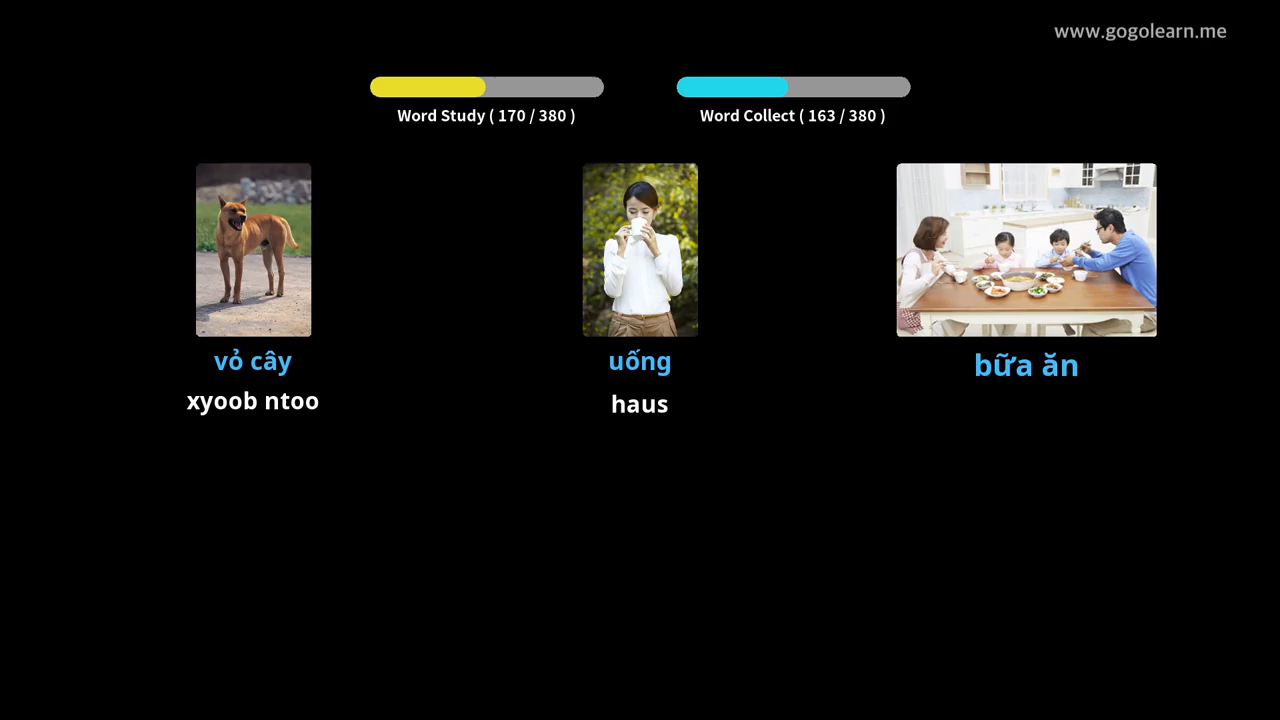 www.gogolearn.me
Word Study ( 170 / 380 )
Word Collect ( 163 / 380 )
vỏ cây
xyoob ntoo
uống
haus
bữa ăn